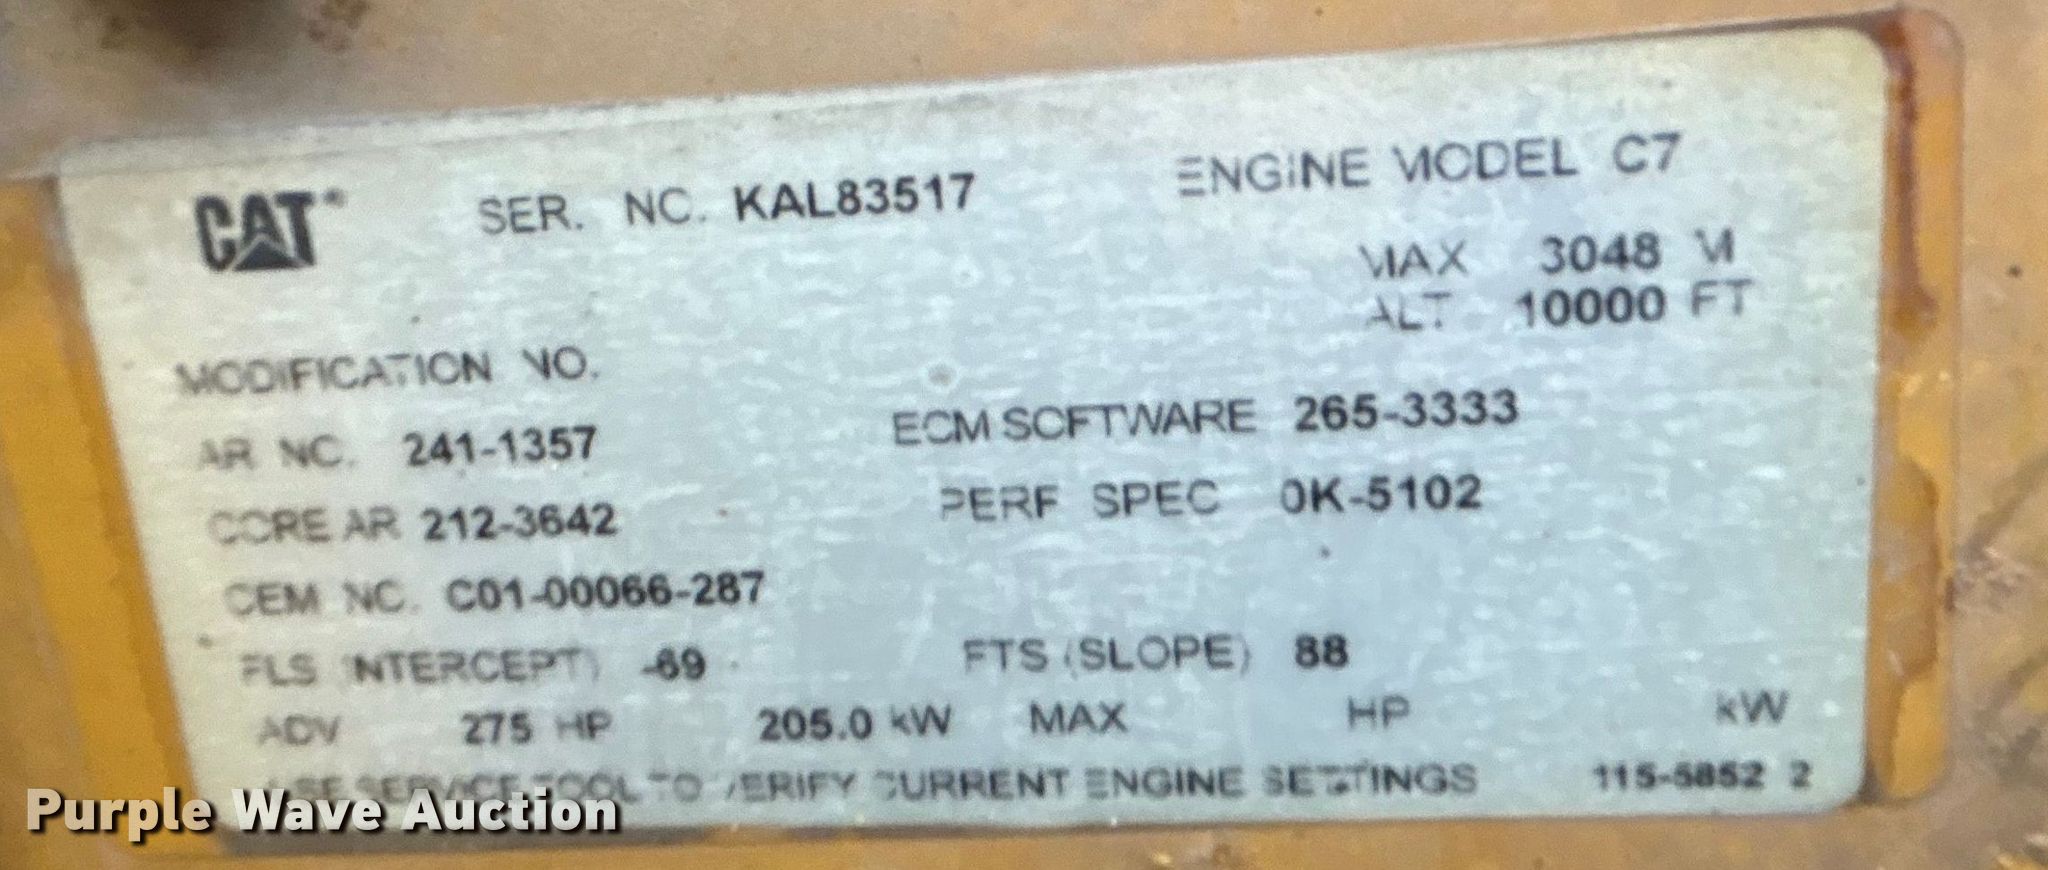 CAT® SER. NO. KAL83517 ENGINE MODEL C7
MAX 3048 M
ALT 10000 FT
MODIFICATION NO.
AR NO. 241-1357 ECM SOFTWARE 265-3333
CORE AR 212-3642 PERF SPEC 0K-5102
OEM NO. C01-00066-287
FLS (INTERCEPT) -69 FTS (SLOPE) 88
ADV 275 HP 205.0 kW MAX HP kW
USE SERVICE TOOL TO VERIFY CURRENT ENGINE SETTINGS 115-5852 2
Purple Wave Auction